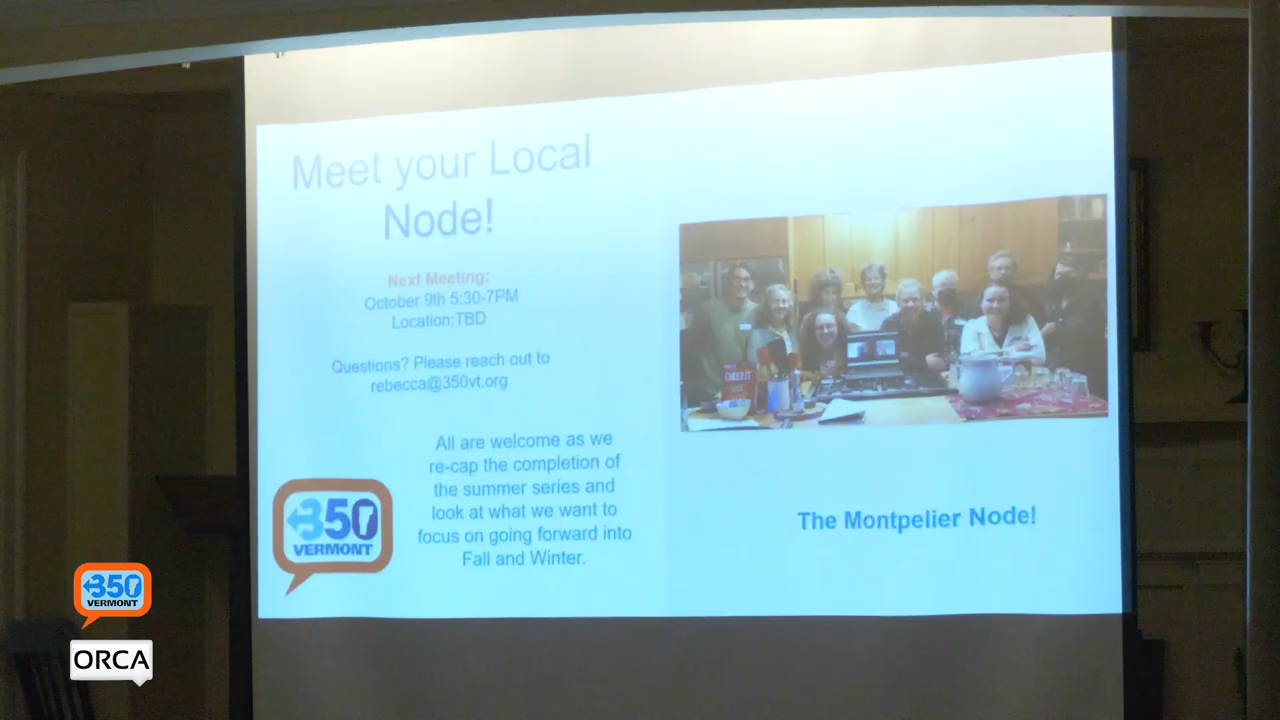 Meet your Local
Node!
Next Meeting:
October 9th 5:30-7PM
Location:TBD
Questions? Please reach out to
rebecca@350vt.org
All are welcome as we
re-cap the completion of
the summer series and
look at what we want to
focus on going forward into
Fall and Winter.
350
VERMONT
The Montpelier Node!
350
VERMONT
ORCA